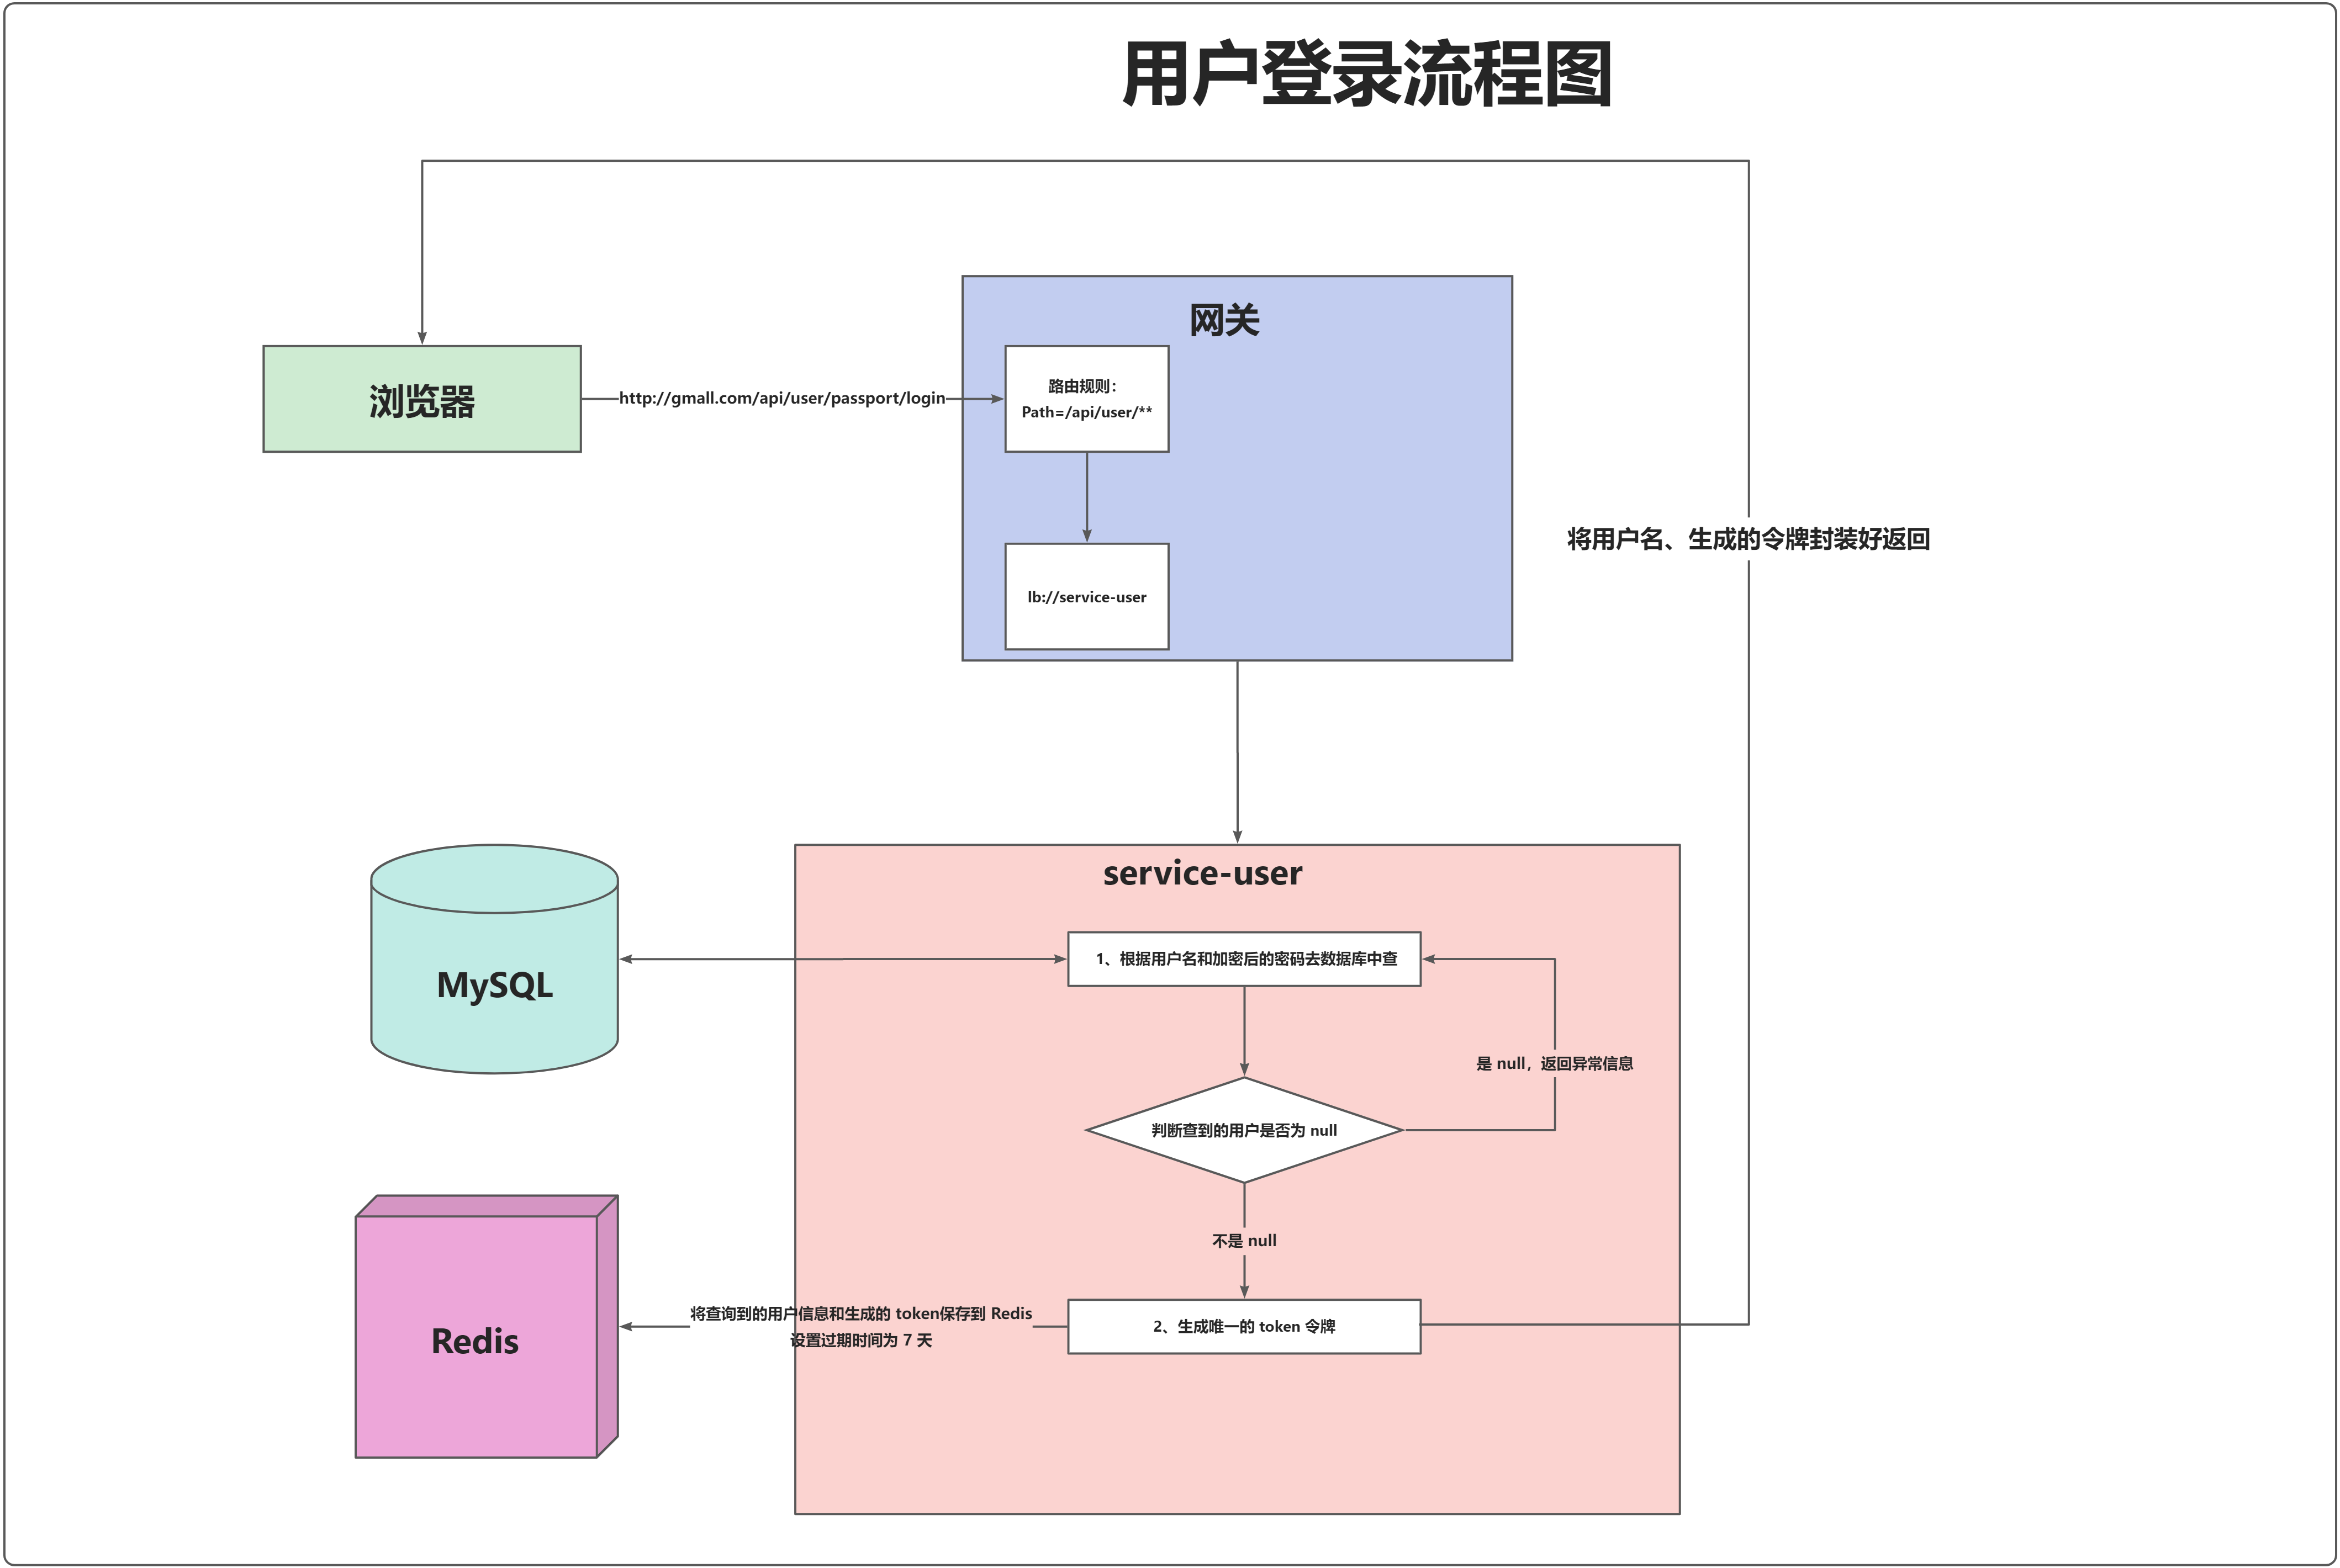 用户登录流程图
网关
浏览器
http://gmall.com/api/user/passport/login
路由规则：
Path=/api/user/**
将用户名、生成的令牌封装好返回
lb://service-user
service-user
1、根据用户名和加密后的密码去数据库中查
MySQL
是 null，返回异常信息
判断查到的用户是否为 null
不是 null
将查询到的用户信息和生成的 token保存到 Redis
设置过期时间为 7 天
2、生成唯一的 token 令牌
Redis